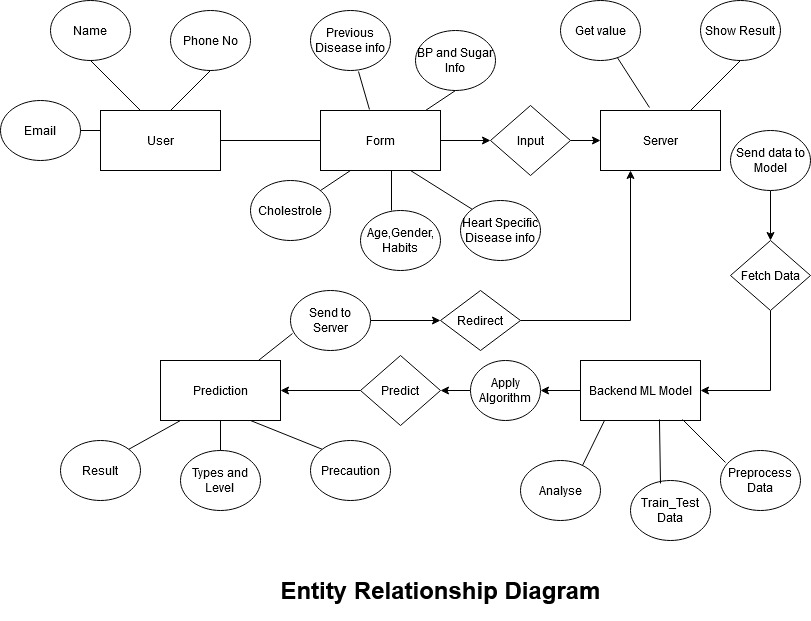 Name
Phone No
Previous
Disease info
BP and Sugar
Info
Get value
Show Result
Email
User
Form
Input
Server
Send data to
Model
Cholestrole
Age,Gender,
Habits
Heart Specific
Disease info
Fetch Data
Send to
Server
Redirect
Prediction
Predict
Apply
Algorithm
Backend ML Model
Result
Types and
Level
Precaution
Analyse
Train_Test
Data
Preprocess
Data
Entity Relationship Diagram